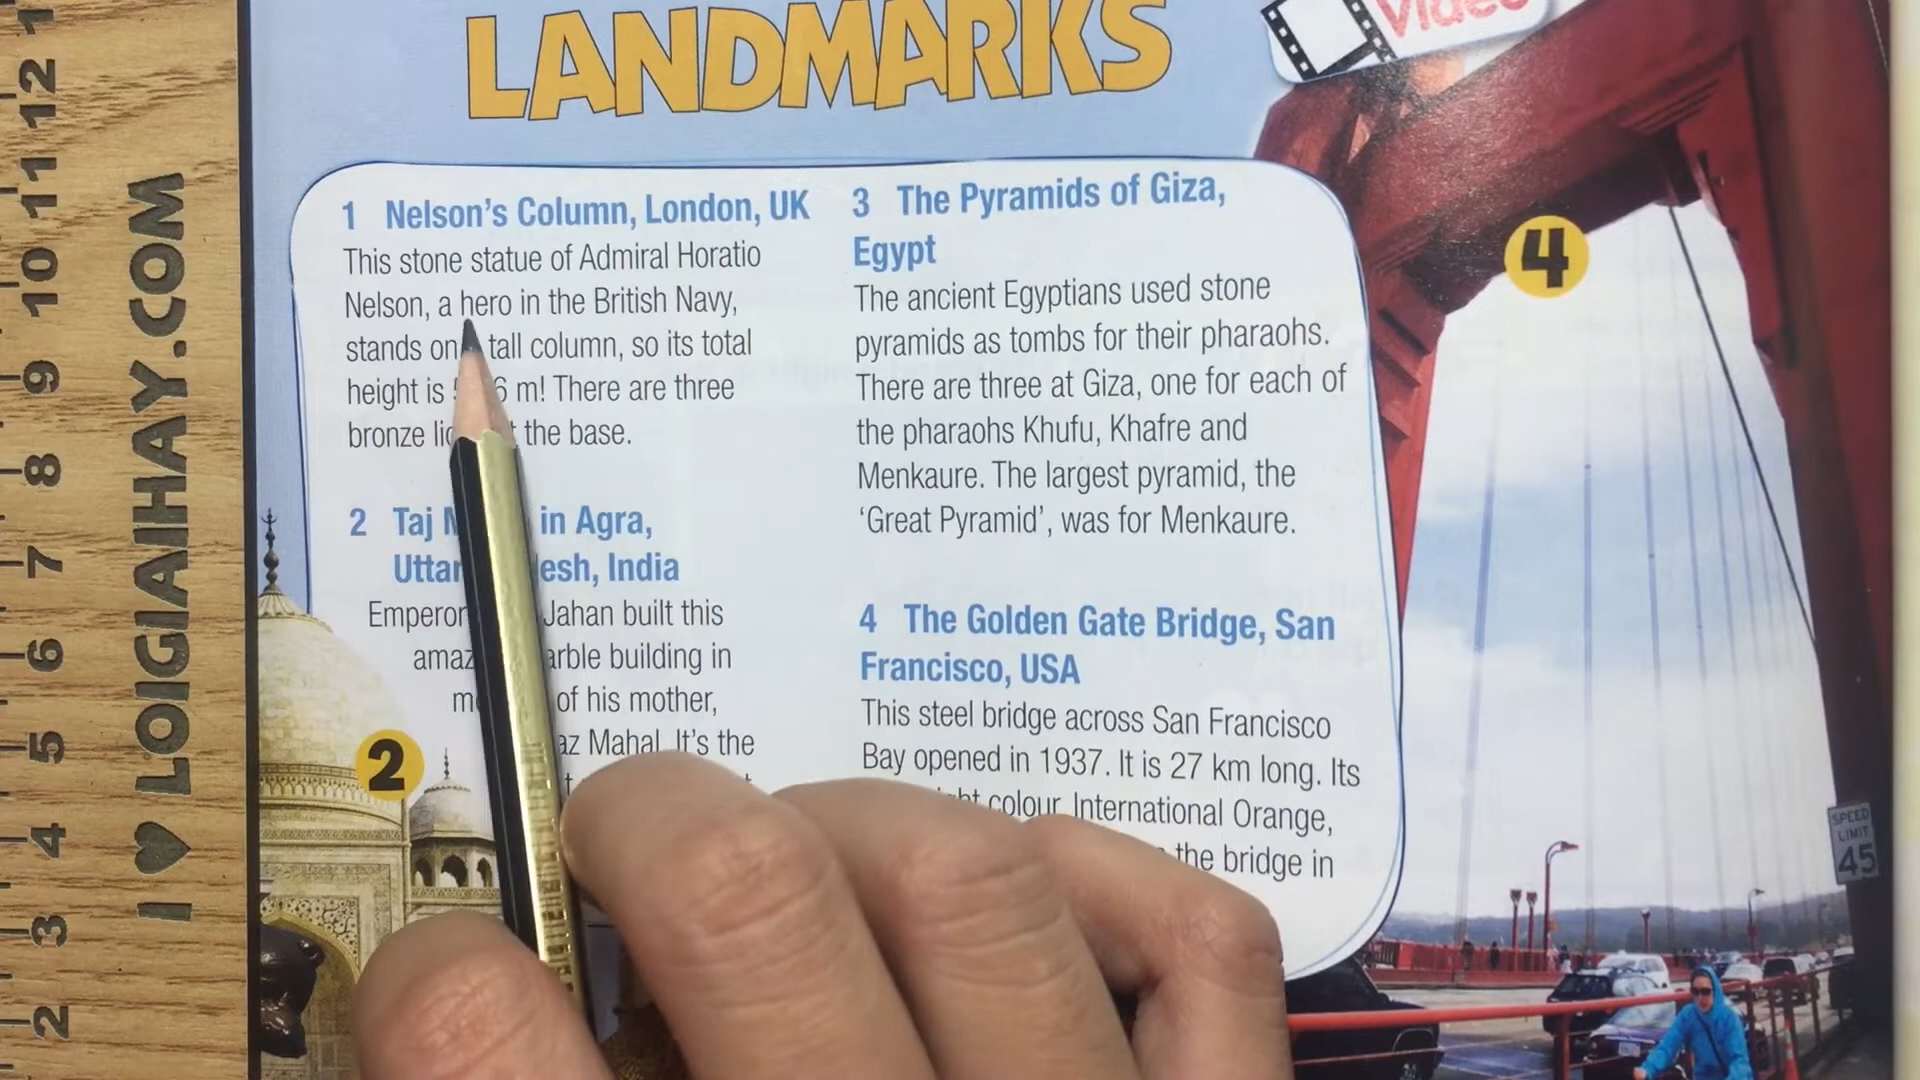 LANDMARKS
Video
1 Nelson's Column, London, UK
This stone statue of Admiral Horatio
Nelson, a hero in the British Navy,
stands on tall column, so its total
height is m! There are three
bronze the base.
2 Taj in Agra,
India
Emperor Jahan built this
building in
of his mother,
Mahal. It's the
3 The Pyramids of Giza,
Egypt
The ancient Egyptians used stone
pyramids as tombs for their pharaohs.
There are three at Giza, one for each of
the pharaohs Khufu, Khafre and
Menkaure. The largest pyramid, the
'Great Pyramid', was for Menkaure.
4 The Golden Gate Bridge, San
Francisco, USA
This steel bridge across San Francisco
Bay opened in 1937. It is 27 km long. Its
colour, International Orange,
the bridge in
2
4
SPEED
LIMIT
45
I ♥ LOIGIAIHAY.COM
2 3 4 5 6 7 8 9 10 11 12 1